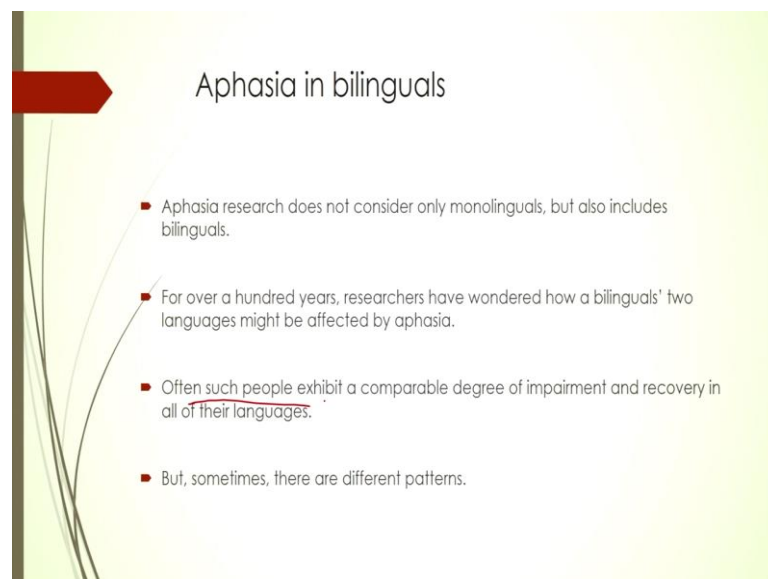 Aphasia in bilinguals
Aphasia research does not consider only monolinguals, but also includes
bilinguals.
For over a hundred years, researchers have wondered how a bilinguals' two
languages might be affected by aphasia.
Often such people exhibit a comparable degree of impairment and recovery in
all of their languages.
But, sometimes, there are different patterns.